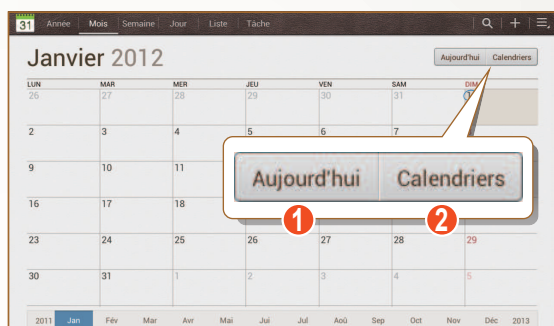 31 Année Mois Semaine Jour Liste Tâche
Janvier 2012
Aujourd'hui Calendriers
LUN MAR MER JEU VEN SAM DIM
26 27 28 29 30 31
2 3 4 5 6 7
Aujourd'hui Calendriers
1 2
9 10 11
16 17 18
23 24 25 26 27 28 29
30 31 1 2 3 4 5
2011 Jan Fév Mar Avr Mai Jui Jul Aoû Sep Oct Nov Déc 2013